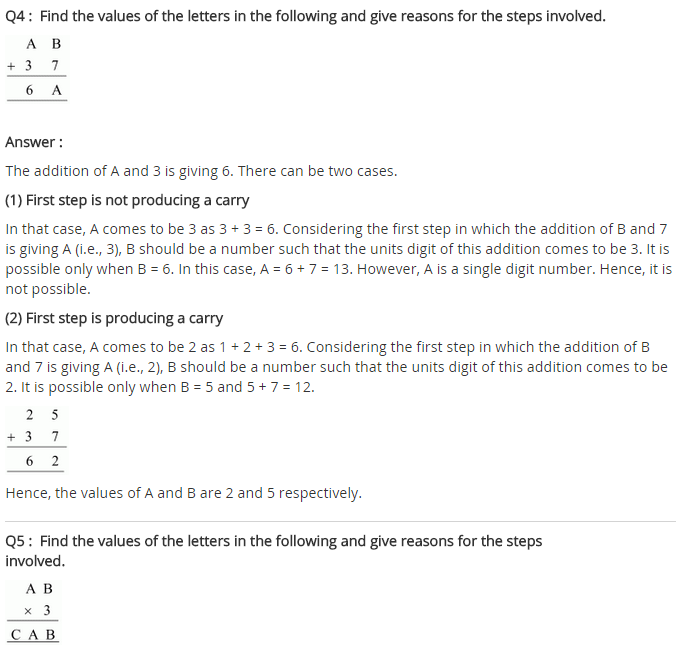 Q4 : Find the values of the letters in the following and give reasons for the steps involved.
A B
+ 3 7
6 A
Answer :
The addition of A and 3 is giving 6. There can be two cases.
(1) First step is not producing a carry
In that case, A comes to be 3 as 3 + 3 = 6. Considering the first step in which the addition of B and 7
is giving A (i.e., 3), B should be a number such that the units digit of this addition comes to be 3. It is
possible only when B = 6. In this case, A = 6 + 7 = 13. However, A is a single digit number. Hence, it is
not possible.
(2) First step is producing a carry
In that case, A comes to be 2 as 1 + 2 + 3 = 6. Considering the first step in which the addition of B
and 7 is giving A (i.e., 2), B should be a number such that the units digit of this addition comes to be
2. It is possible only when B = 5 and 5 + 7 = 12.
2 5
+ 3 7
6 2
Hence, the values of A and B are 2 and 5 respectively.
Q5 : Find the values of the letters in the following and give reasons for the steps
involved.
A B
× 3
C A B